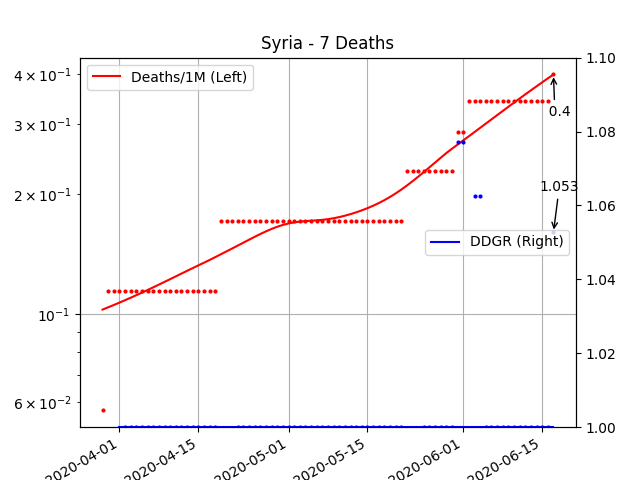 Syria - 7 Deaths
Deaths/1M (Left)
4 × 10⁻¹
3 × 10⁻¹
2 × 10⁻¹
10⁻¹
6 × 10⁻²
1.10
1.08
1.06
1.04
1.02
1.00
0.4
1.053
DDGR (Right)
2020-04-01
2020-04-15
2020-05-01
2020-05-15
2020-06-01
2020-06-15